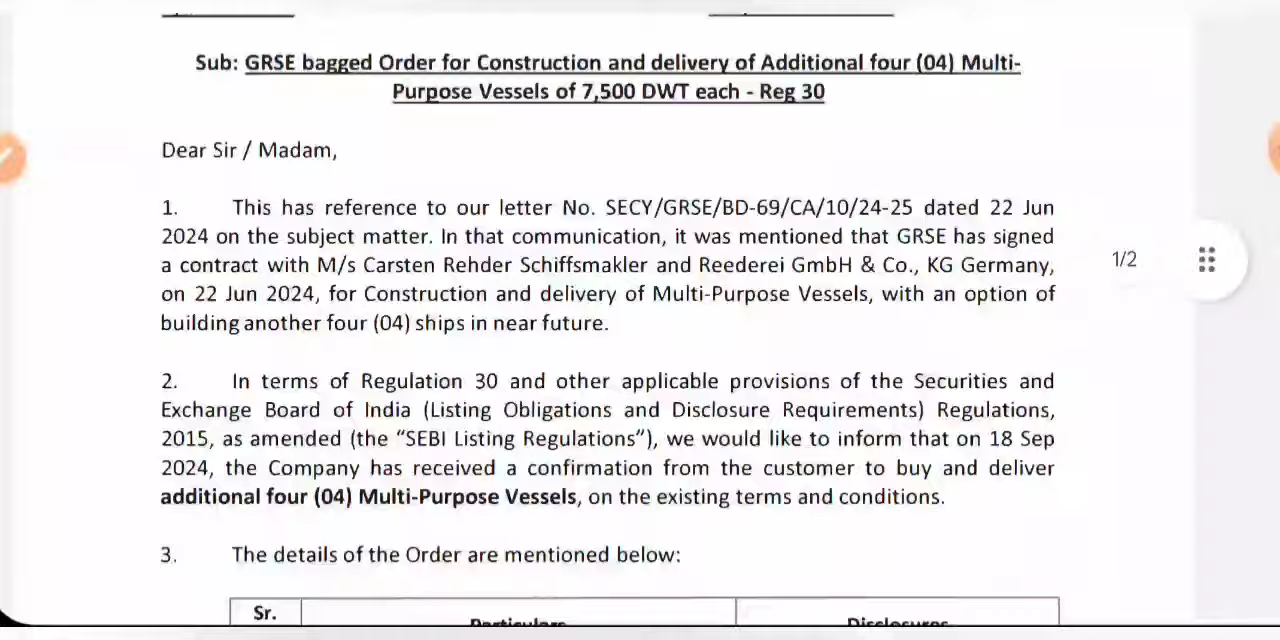 Sub: GRSE bagged Order for Construction and delivery of Additional four (04) Multi-
Purpose Vessels of 7,500 DWT each - Reg 30
Dear Sir / Madam,
1. This has reference to our letter No. SECY/GRSE/BD-69/CA/10/24-25 dated 22 Jun
2024 on the subject matter. In that communication, it was mentioned that GRSE has signed
a contract with M/s Carsten Rehder Schiffsmakler and Reederei GmbH & Co., KG Germany,
on 22 Jun 2024, for Construction and delivery of Multi-Purpose Vessels, with an option of
building another four (04) ships in near future.
1/2
2. In terms of Regulation 30 and other applicable provisions of the Securities and
Exchange Board of India (Listing Obligations and Disclosure Requirements) Regulations,
2015, as amended (the “SEBI Listing Regulations”), we would like to inform that on 18 Sep
2024, the Company has received a confirmation from the customer to buy and deliver
additional four (04) Multi-Purpose Vessels, on the existing terms and conditions.
3. The details of the Order are mentioned below:
Sr. Particulars Disclosures